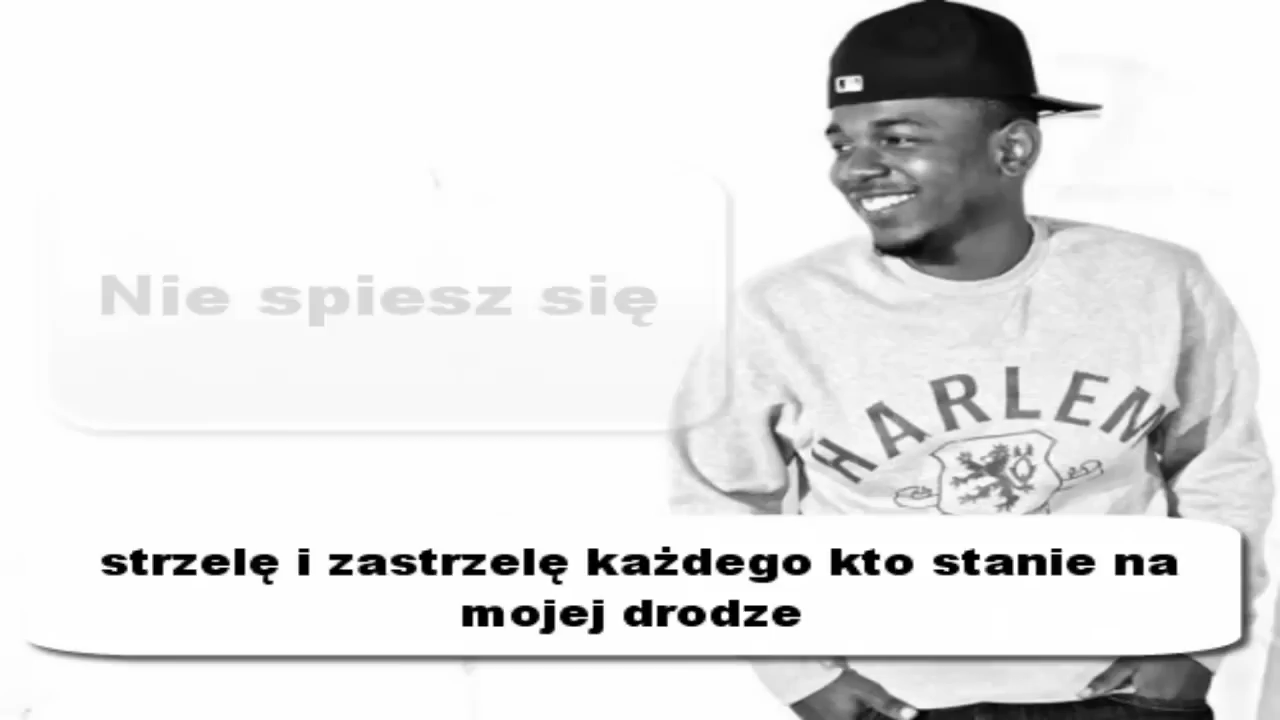 Nie spiesz się
HARLEM
strzelę i zastrzelę każdego kto stanie na
mojej drodze